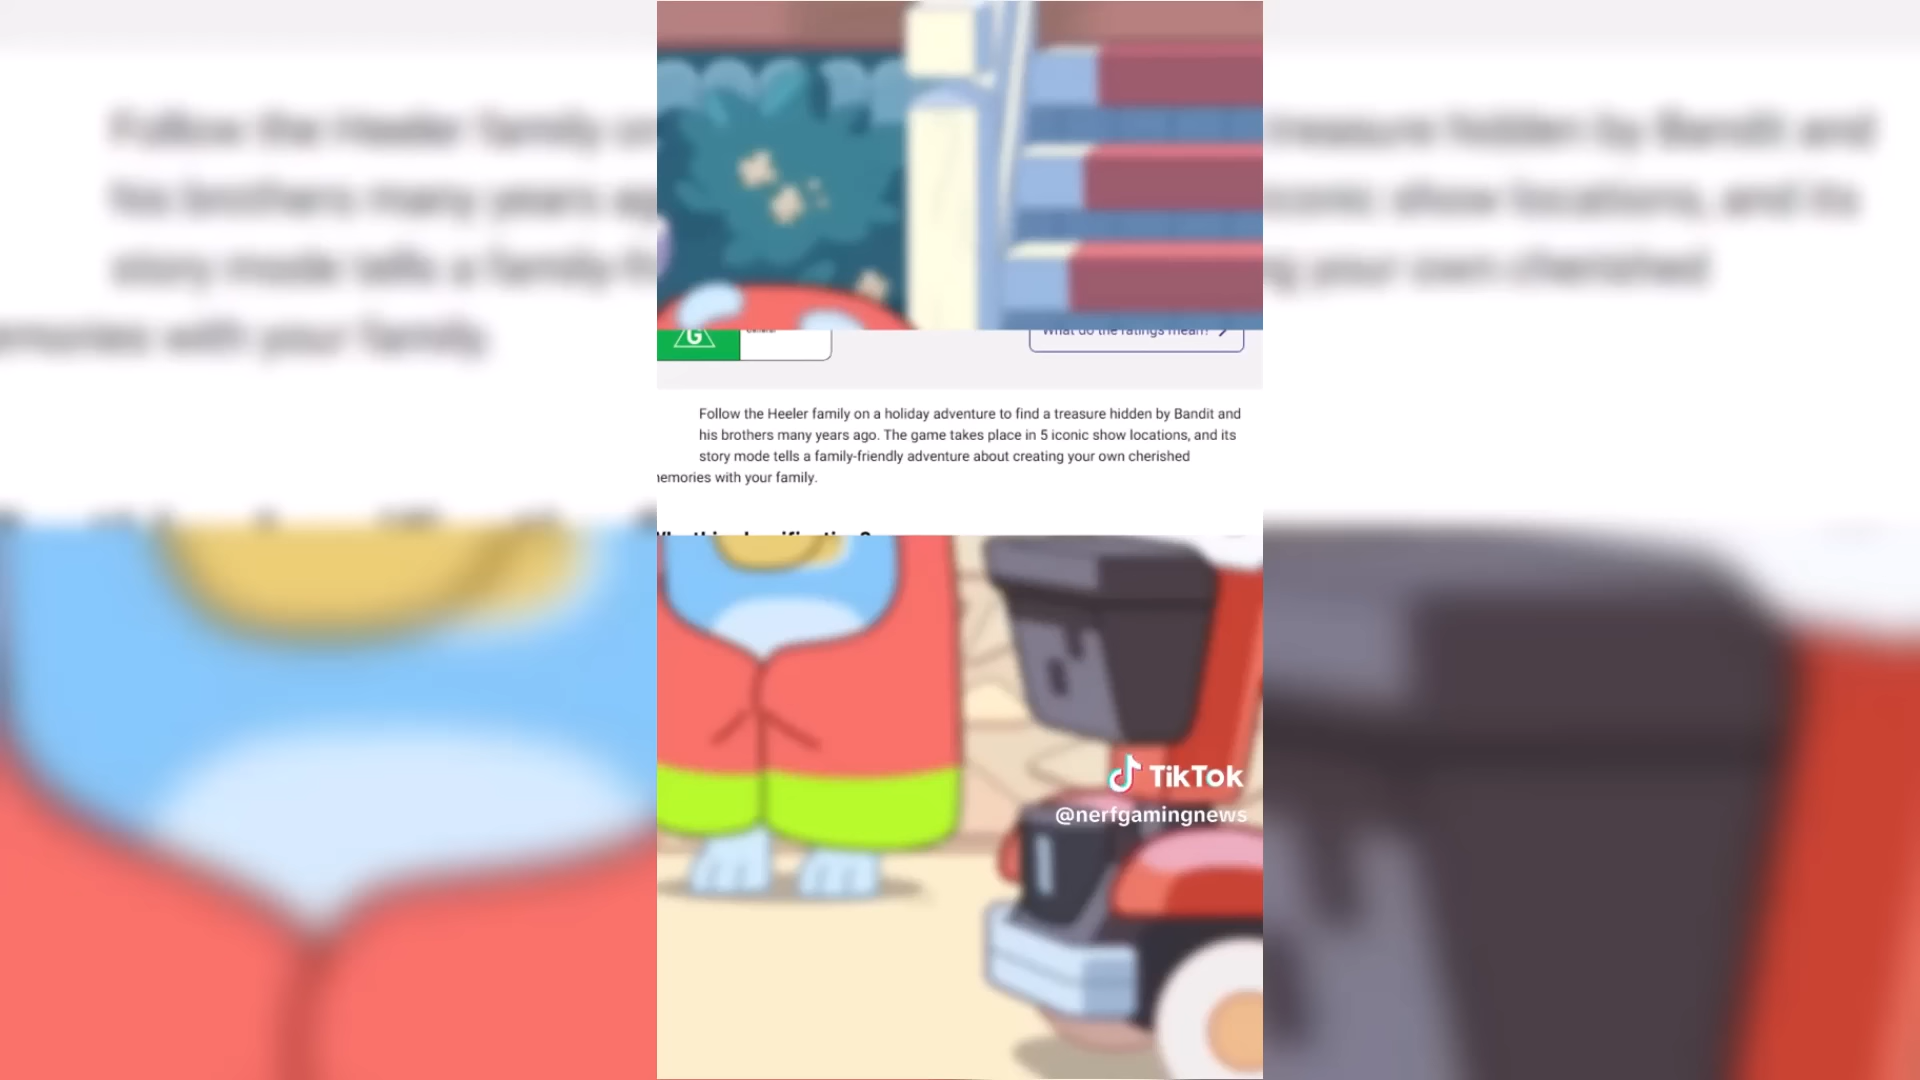 G
What do the ratings mean?
Follow the Heeler family on a holiday adventure to find a treasure hidden by Bandit and
his brothers many years ago. The game takes place in 5 iconic show locations, and its
story mode tells a family-friendly adventure about creating your own cherished
emories with your family.
TikTok
@nerfgamingnews